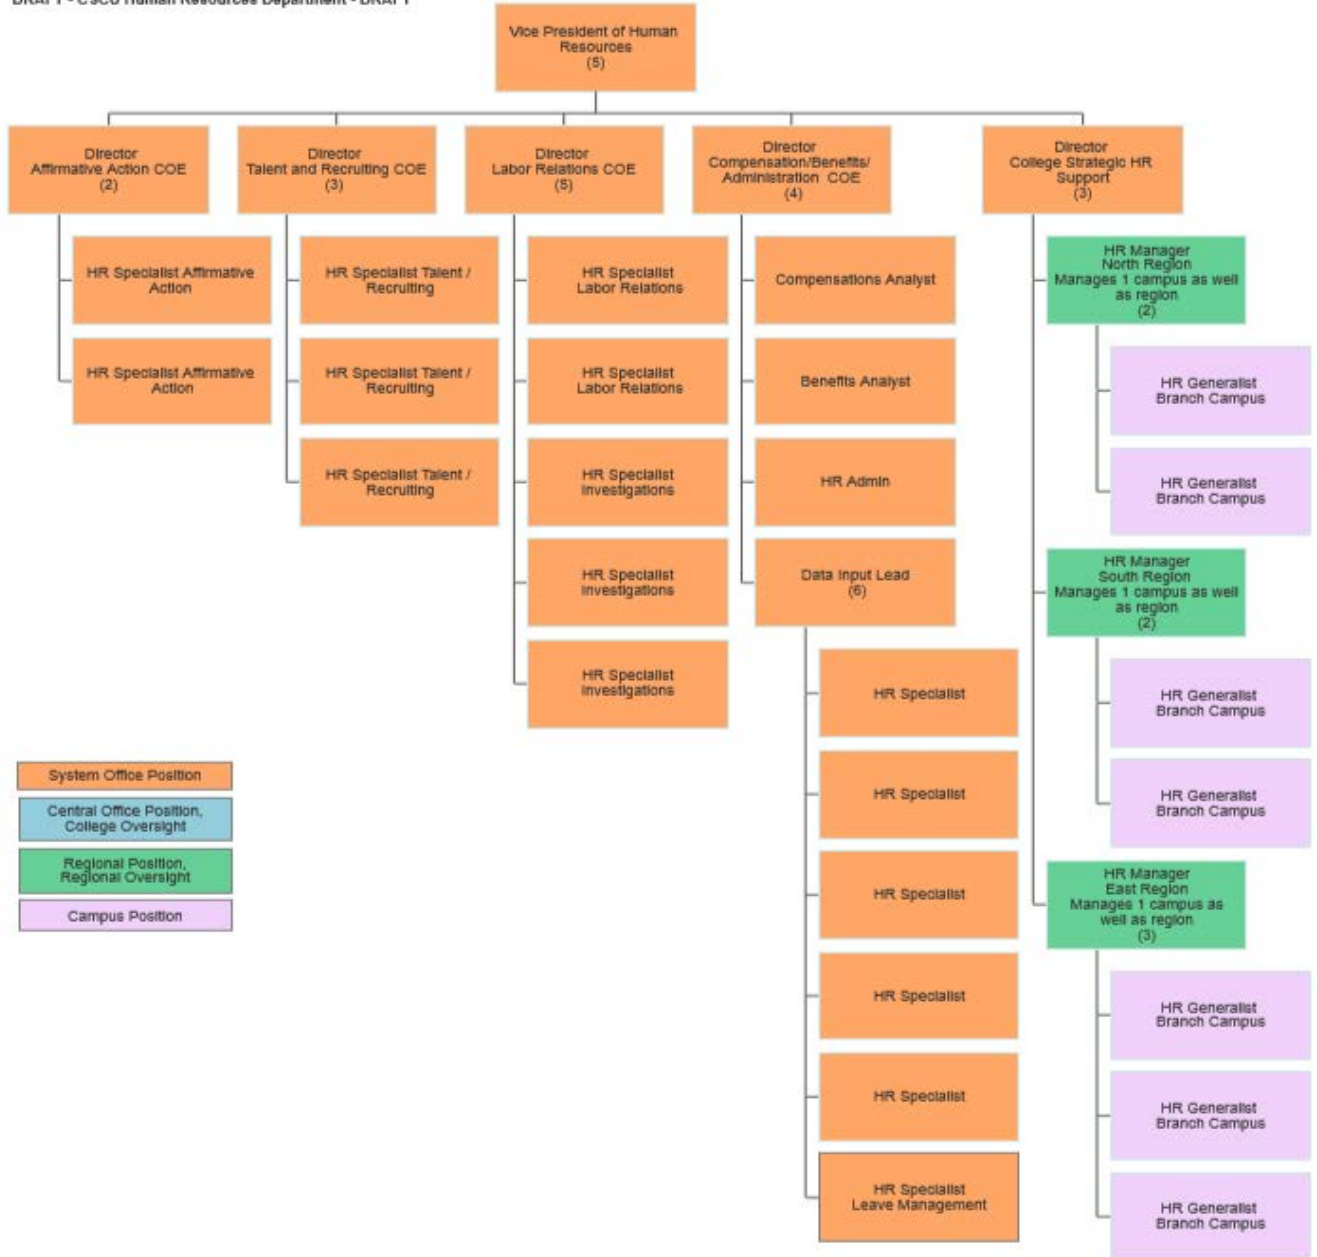 DRAFT - CSCU Human Resources Department - DRAFT
Vice President of Human
Resources
(5)
Director
Affirmative Action COE
(2)
HR Specialist Affirmative
Action
HR Specialist Affirmative
Action
Director
Talent and Recruiting COE
(3)
HR Specialist Talent /
Recruiting
HR Specialist Talent /
Recruiting
HR Specialist Talent /
Recruiting
Director
Labor Relations COE
(5)
HR Specialist
Labor Relations
HR Specialist
Labor Relations
HR Specialist
Investigations
HR Specialist
Investigations
HR Specialist
Investigations
Director
Compensation/Benefits/
Administration COE
(4)
Compensations Analyst
Benefits Analyst
HR Admin
Data Input Lead
(6)
HR Specialist
HR Specialist
HR Specialist
HR Specialist
HR Specialist
HR Specialist
Leave Management
Director
College Strategic HR
Support
(3)
HR Manager
North Region
Manages 1 campus as well
as region
(2)
HR Generalist
Branch Campus
HR Generalist
Branch Campus
HR Manager
South Region
Manages 1 campus as well
as region
(2)
HR Generalist
Branch Campus
HR Generalist
Branch Campus
HR Manager
East Region
Manages 1 campus as
well as region
(3)
HR Generalist
Branch Campus
HR Generalist
Branch Campus
HR Generalist
Branch Campus
System Office Position
Central Office Position,
College Oversight
Regional Position,
Regional Oversight
Campus Position